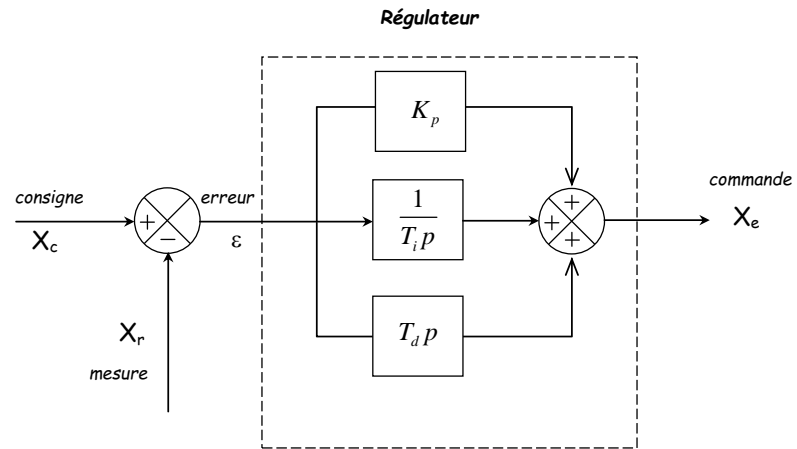 Régulateur
K_p
consigne
erreur
commande
+
−
1
T_i p
+
+
+
X_c
ε
X_e
X_r
T_d p
mesure